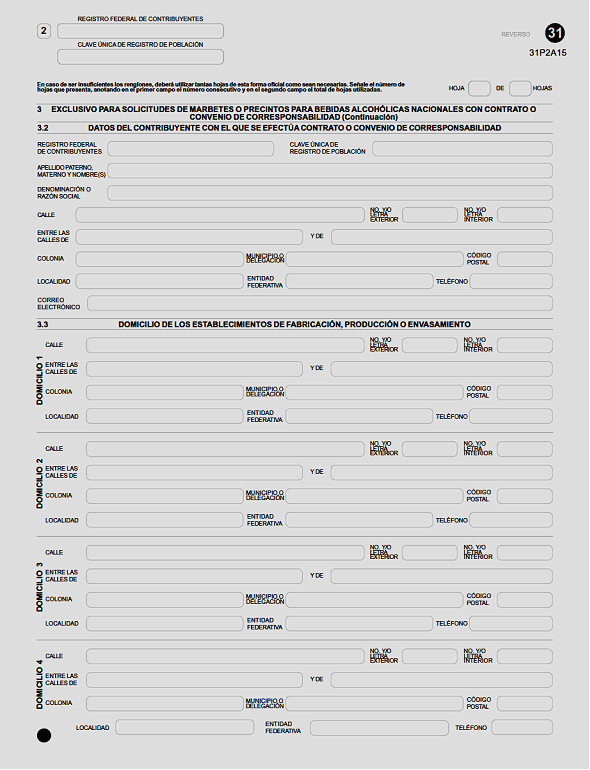 REGISTRO FEDERAL DE CONTRIBUYENTES
2
REVERSO 31
CLAVE ÚNICA DE REGISTRO DE POBLACIÓN
31P2A15
En caso de ser insuficientes los renglones, deberá utilizar tantas hojas de esta forma oficial como sean necesarias. Señale el número de
hojas que presenta, anotando en el primer campo el número consecutivo y en el segundo campo el total de hojas utilizadas.
HOJA DE HOJAS
3 EXCLUSIVO PARA SOLICITUDES DE MARBETES O PRECINTOS PARA BEBIDAS ALCOHÓLICAS NACIONALES CON CONTRATO O
CONVENIO DE CORRESPONSABILIDAD (Continuación)
3.2 DATOS DEL CONTRIBUYENTE CON EL QUE SE EFECTÚA CONTRATO O CONVENIO DE CORRESPONSABILIDAD
REGISTRO FEDERAL
DE CONTRIBUYENTES
CLAVE ÚNICA DE
REGISTRO DE POBLACIÓN
APELLIDO PATERNO,
MATERNO Y NOMBRE(S)
DENOMINACIÓN O
RAZÓN SOCIAL
CALLE
NO. Y/O
LETRA
EXTERIOR
NO. Y/O
LETRA
INTERIOR
ENTRE LAS
CALLES DE
Y DE
COLONIA
MUNICIPIO O
DELEGACIÓN
CÓDIGO
POSTAL
LOCALIDAD
ENTIDAD
FEDERATIVA
TELÉFONO
CORREO
ELECTRÓNICO
3.3 DOMICILIO DE LOS ESTABLECIMIENTOS DE FABRICACIÓN, PRODUCCIÓN O ENVASAMIENTO
DOMICILIO 1
CALLE
NO. Y/O
LETRA
EXTERIOR
NO. Y/O
LETRA
INTERIOR
ENTRE LAS
CALLES DE
Y DE
COLONIA
MUNICIPIO O
DELEGACIÓN
CÓDIGO
POSTAL
LOCALIDAD
ENTIDAD
FEDERATIVA
TELÉFONO
DOMICILIO 2
CALLE
NO. Y/O
LETRA
EXTERIOR
NO. Y/O
LETRA
INTERIOR
ENTRE LAS
CALLES DE
Y DE
COLONIA
MUNICIPIO O
DELEGACIÓN
CÓDIGO
POSTAL
LOCALIDAD
ENTIDAD
FEDERATIVA
TELÉFONO
DOMICILIO 3
CALLE
NO. Y/O
LETRA
EXTERIOR
NO. Y/O
LETRA
INTERIOR
ENTRE LAS
CALLES DE
Y DE
COLONIA
MUNICIPIO O
DELEGACIÓN
CÓDIGO
POSTAL
LOCALIDAD
ENTIDAD
FEDERATIVA
TELÉFONO
DOMICILIO 4
CALLE
NO. Y/O
LETRA
EXTERIOR
NO. Y/O
LETRA
INTERIOR
ENTRE LAS
CALLES DE
Y DE
COLONIA
MUNICIPIO O
DELEGACIÓN
CÓDIGO
POSTAL
LOCALIDAD
ENTIDAD
FEDERATIVA
TELÉFONO